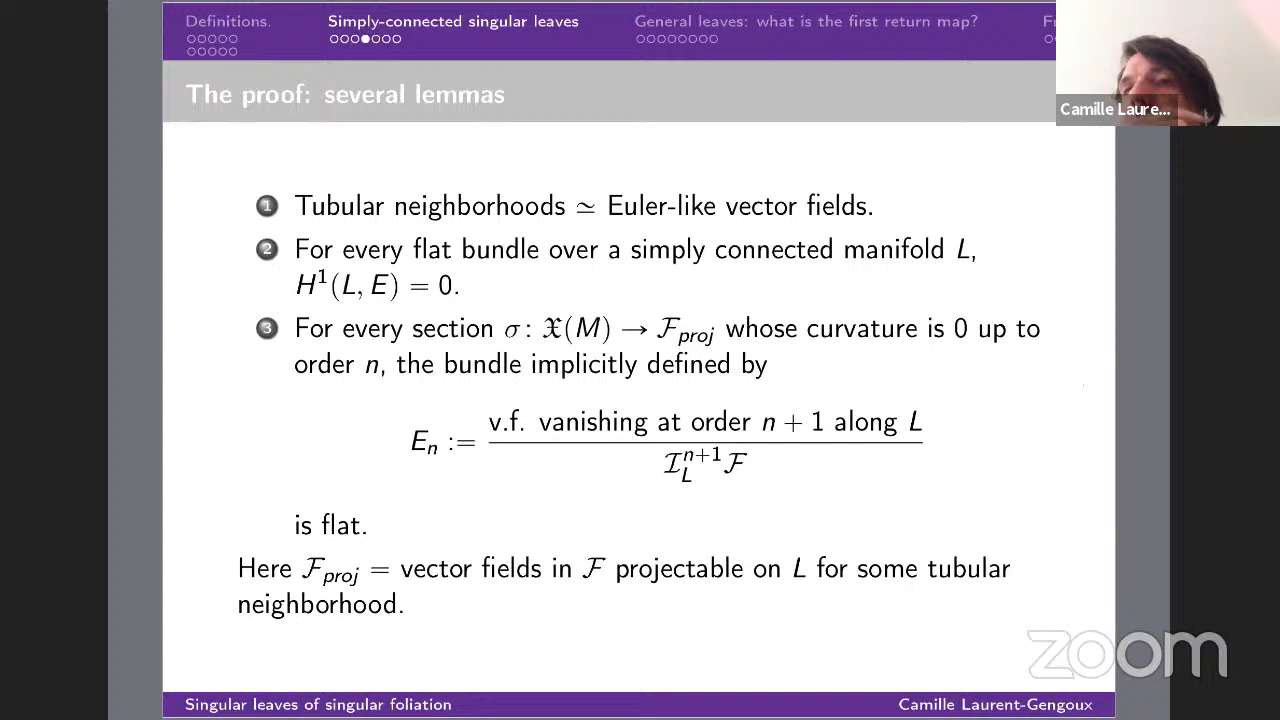 Definitions.
Simply-connected singular leaves
General leaves: what is the first return map?
The proof: several lemmas
Camille Laure...
1 Tubular neighborhoods ≃ Euler-like vector fields.
2 For every flat bundle over a simply connected manifold L,
H¹(L, E) = 0.
3 For every section σ: 𝔛(M) → ℱ_proj whose curvature is 0 up to
order n, the bundle implicitly defined by
E_n := v.f. vanishing at order n + 1 along L / ℐ_L^{n+1} ℱ
is flat.
Here ℱ_proj = vector fields in ℱ projectable on L for some tubular
neighborhood.
zoom
Singular leaves of singular foliation
Camille Laurent-Gengoux